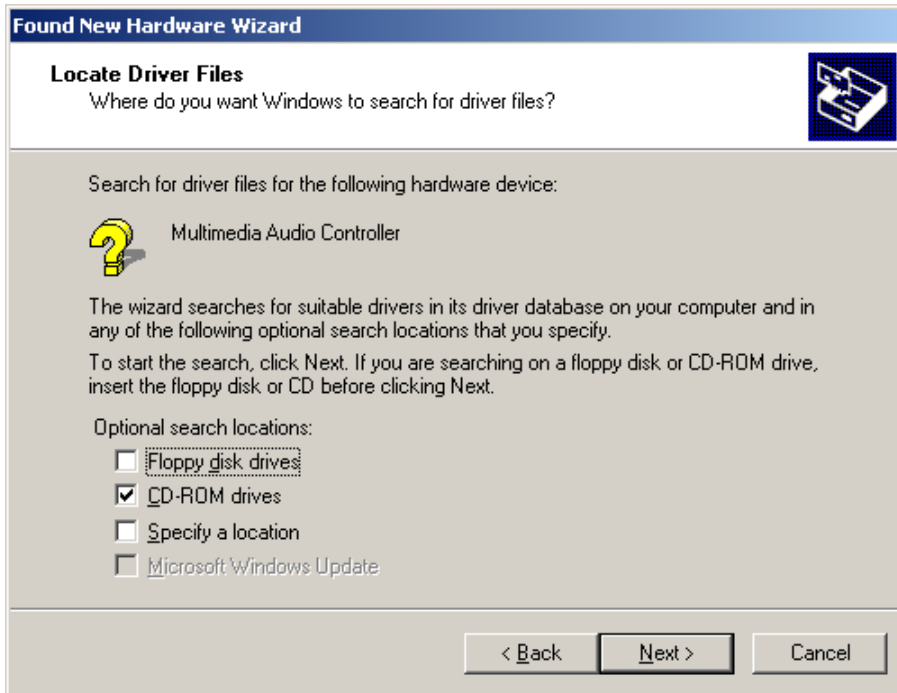 Found New Hardware Wizard
Locate Driver Files
Where do you want Windows to search for driver files?
Search for driver files for the following hardware device:
Multimedia Audio Controller
The wizard searches for suitable drivers in its driver database on your computer and in
any of the following optional search locations that you specify.
To start the search, click Next. If you are searching on a floppy disk or CD-ROM drive,
insert the floppy disk or CD before clicking Next.
Optional search locations:
Floppy disk drives
CD-ROM drives
Specify a location
Microsoft Windows Update
< Back Next > Cancel